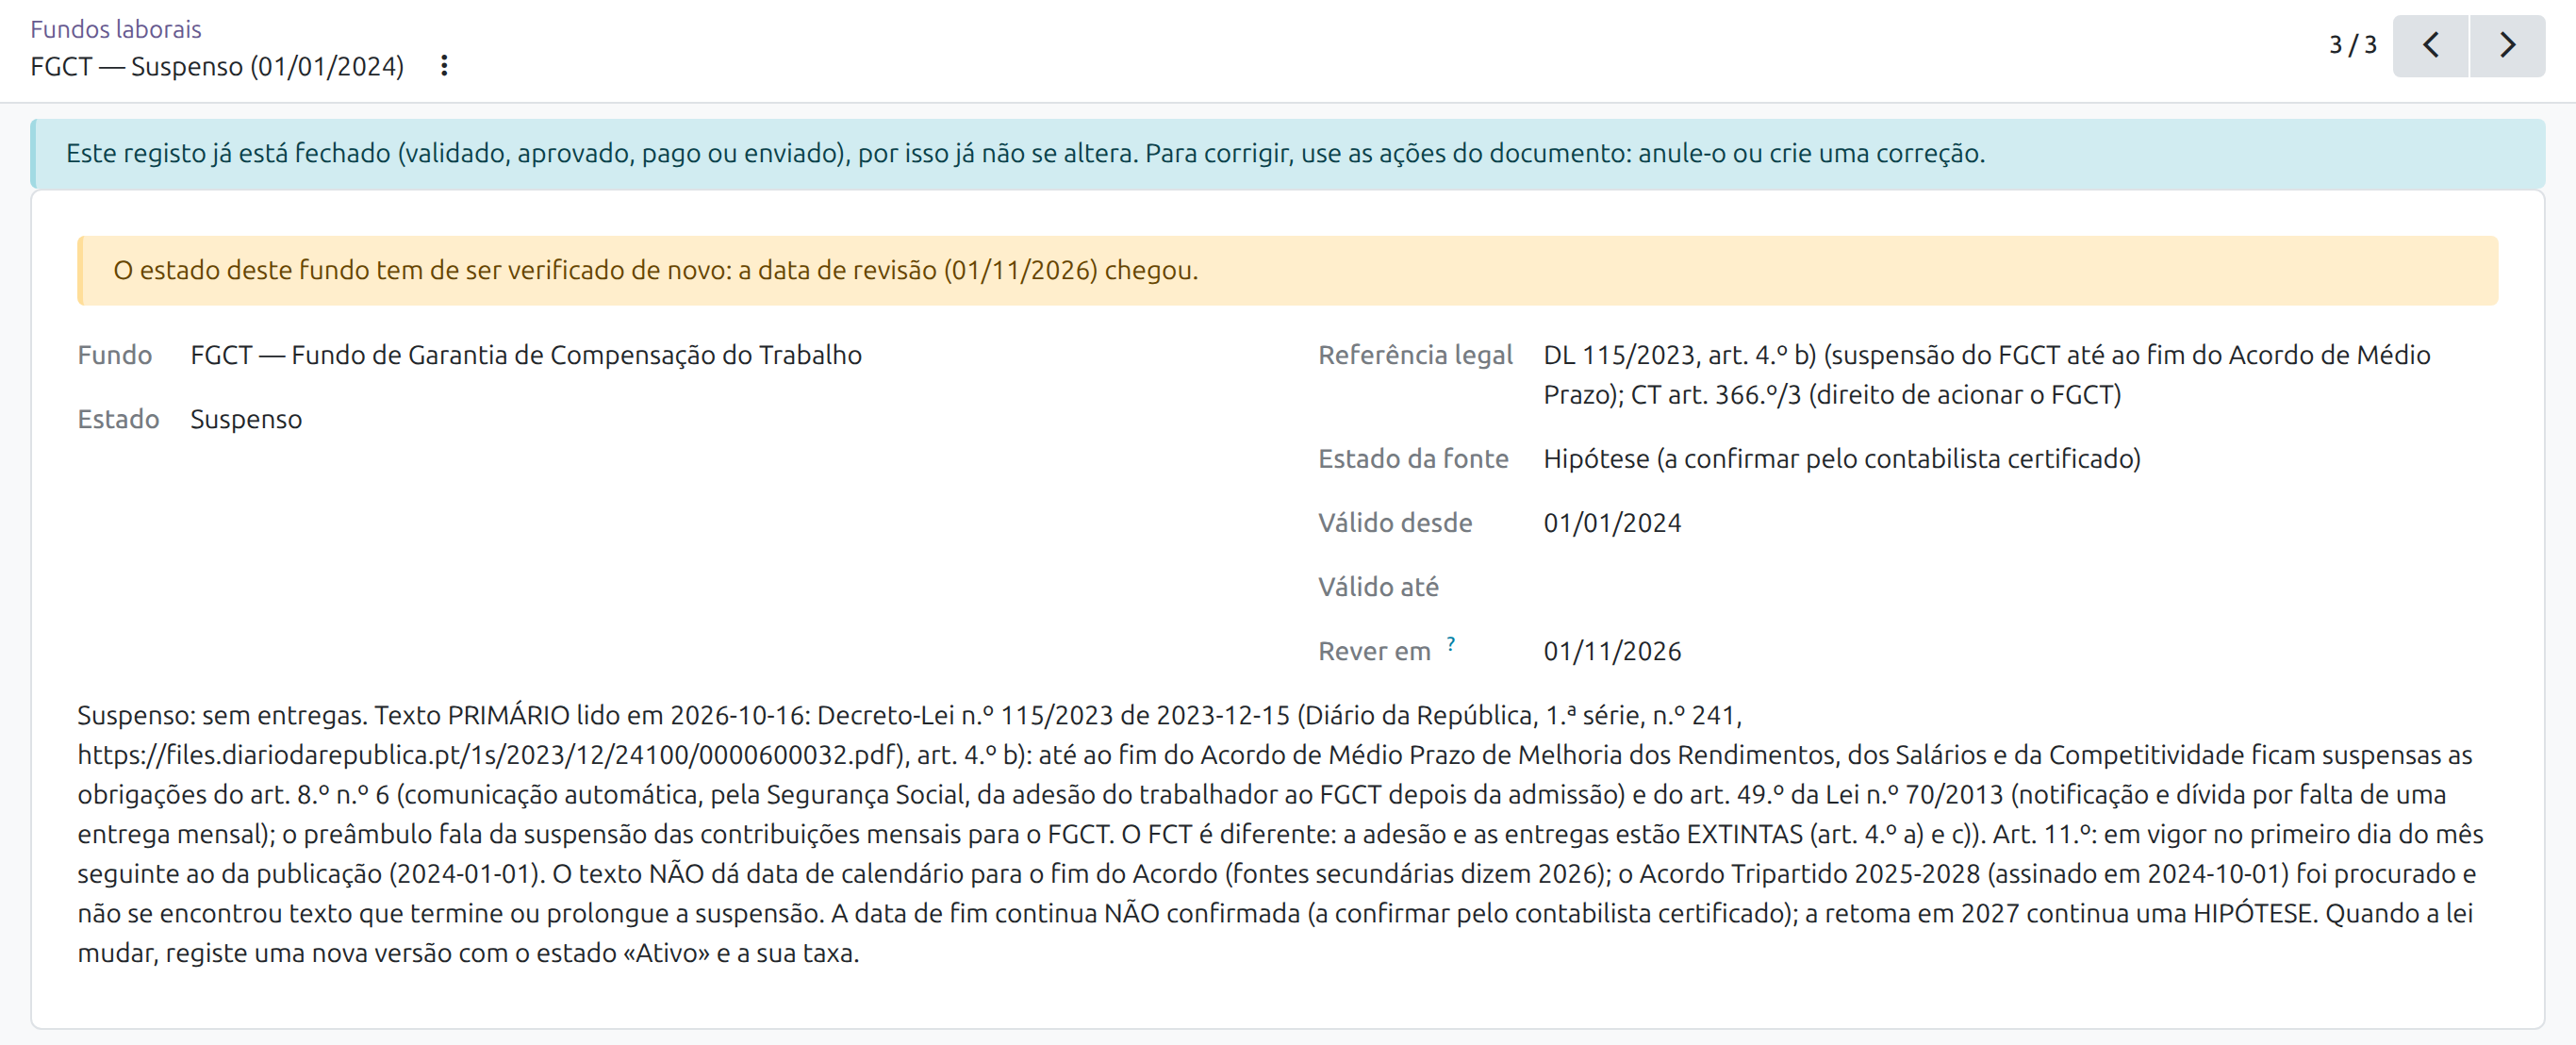 Fundos laborais
FGCT — Suspenso (01/01/2024)
3 / 3
Este registo já está fechado (validado, aprovado, pago ou enviado), por isso já não se altera. Para corrigir, use as ações do documento: anule-o ou crie uma correção.
O estado deste fundo tem de ser verificado de novo: a data de revisão (01/11/2026) chegou.
Fundo FGCT — Fundo de Garantia de Compensação do Trabalho
Estado Suspenso
Referência legal DL 115/2023, art. 4.º b) (suspensão do FGCT até ao fim do Acordo de Médio
Prazo); CT art. 366.º/3 (direito de acionar o FGCT)
Estado da fonte Hipótese (a confirmar pelo contabilista certificado)
Válido desde 01/01/2024
Válido até
Rever em ? 01/11/2026
Suspenso: sem entregas. Texto PRIMÁRIO lido em 2026-10-16: Decreto-Lei n.º 115/2023 de 2023-12-15 (Diário da República, 1.ª série, n.º 241,
https://files.diariodarepublica.pt/1s/2023/12/24100/0000600032.pdf), art. 4.º b): até ao fim do Acordo de Médio Prazo de Melhoria dos Rendimentos, dos Salários e da Competitividade ficam suspensas as
obrigações do art. 8.º n.º 6 (comunicação automática, pela Segurança Social, da adesão do trabalhador ao FGCT depois da admissão) e do art. 49.º da Lei n.º 70/2013 (notificação e dívida por falta de uma
entrega mensal); o preâmbulo fala da suspensão das contribuições mensais para o FGCT. O FCT é diferente: a adesão e as entregas estão EXTINTAS (art. 4.º a) e c)). Art. 11.º: em vigor no primeiro dia do mês
seguinte ao da publicação (2024-01-01). O texto NÃO dá data de calendário para o fim do Acordo (fontes secundárias dizem 2026); o Acordo Tripartido 2025-2028 (assinado em 2024-10-01) foi procurado e
não se encontrou texto que termine ou prolongue a suspensão. A data de fim continua NÃO confirmada (a confirmar pelo contabilista certificado); a retoma em 2027 continua uma HIPÓTESE. Quando a lei
mudar, registe uma nova versão com o estado «Ativo» e a sua taxa.